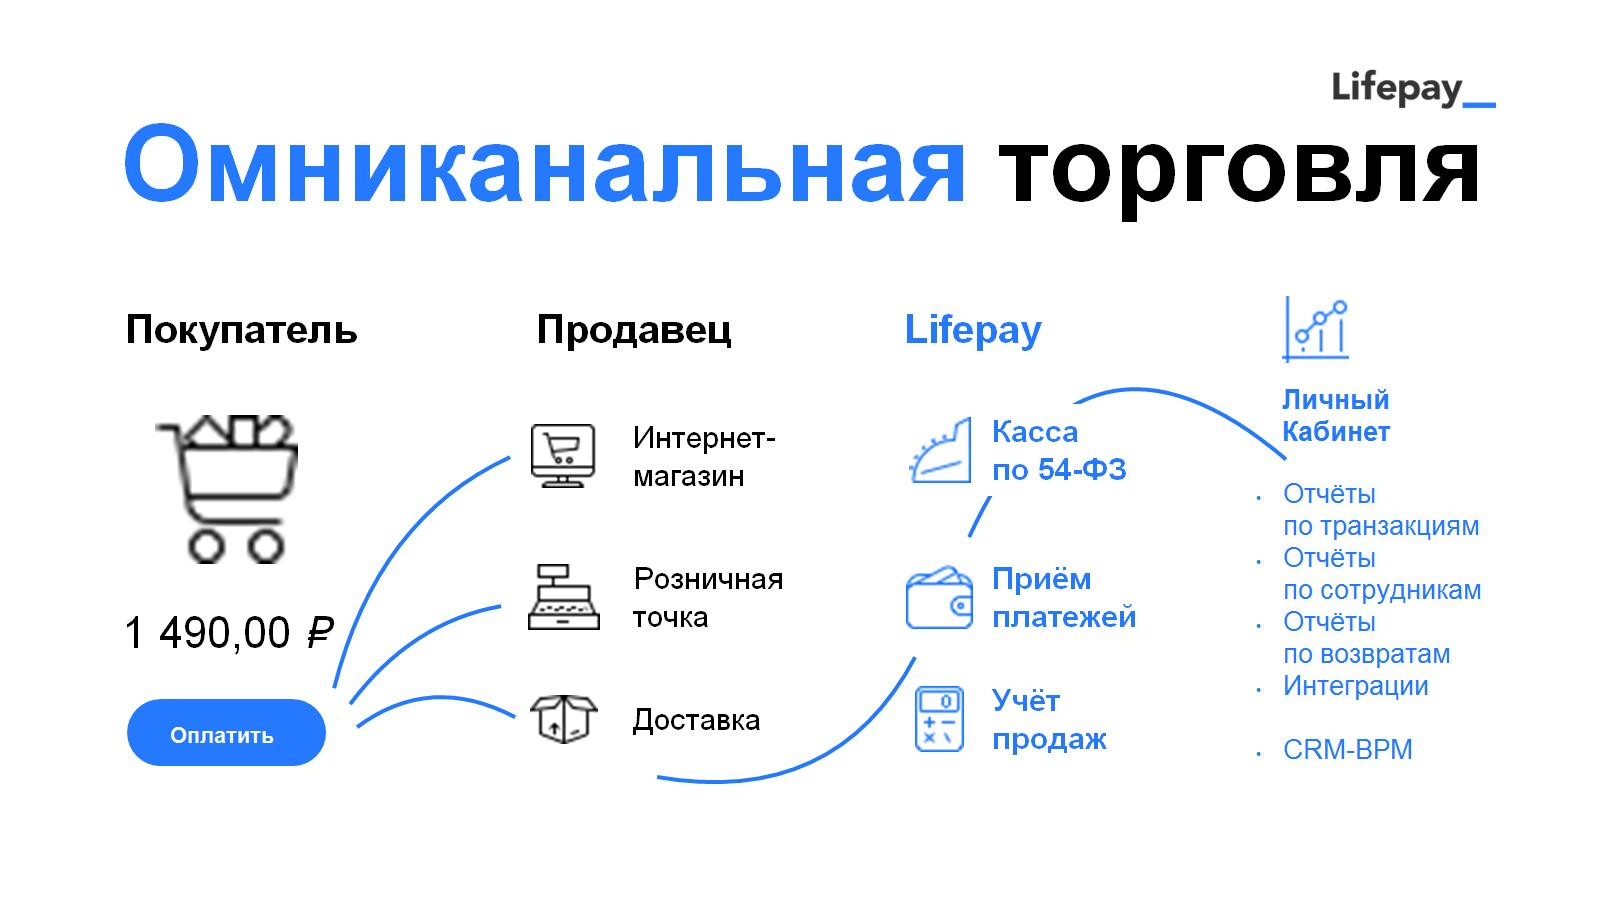 Lifepay
Омниканальная торговля
Покупатель
1 490,00 ₽
Оплатить
Продавец
Интернет-
магазин
Розничная
точка
Доставка
Lifepay
Касса
по 54-ФЗ
Приём
платежей
Учёт
продаж
Личный
Кабинет
· Отчёты
по транзакциям
· Отчёты
по сотрудникам
· Отчёты
по возвратам
· Интеграции
· CRM-BPM